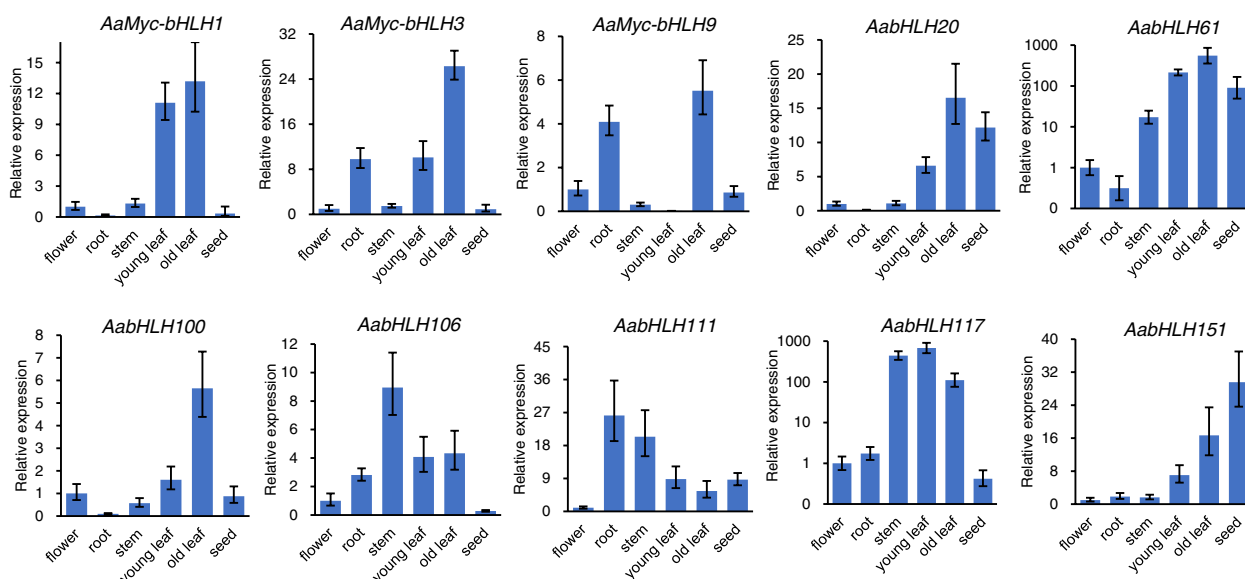 AaMyc-bHLH1
Relative expression
15
12
9
6
3
0
flower
root
stem
young leaf
old leaf
seed
AaMyc-bHLH3
Relative expression
32
24
16
8
0
flower
root
stem
young leaf
old leaf
seed
AaMyc-bHLH9
Relative expression
8
6
4
2
0
flower
root
stem
young leaf
old leaf
seed
AabHLH20
Relative expression
25
20
15
10
5
0
flower
root
stem
young leaf
old leaf
seed
AabHLH61
Relative expression
1000
100
10
1
0
flower
root
stem
young leaf
old leaf
seed
AabHLH100
Relative expression
8
7
6
5
4
3
2
1
0
flower
root
stem
young leaf
old leaf
seed
AabHLH106
Relative expression
12
10
8
6
4
2
0
flower
root
stem
young leaf
old leaf
seed
AabHLH111
Relative expression
45
36
27
18
9
0
flower
root
stem
young leaf
old leaf
seed
AabHLH117
Relative expression
1000
100
10
1
0
flower
root
stem
young leaf
old leaf
seed
AabHLH151
Relative expression
40
32
24
16
8
0
flower
root
stem
young leaf
old leaf
seed